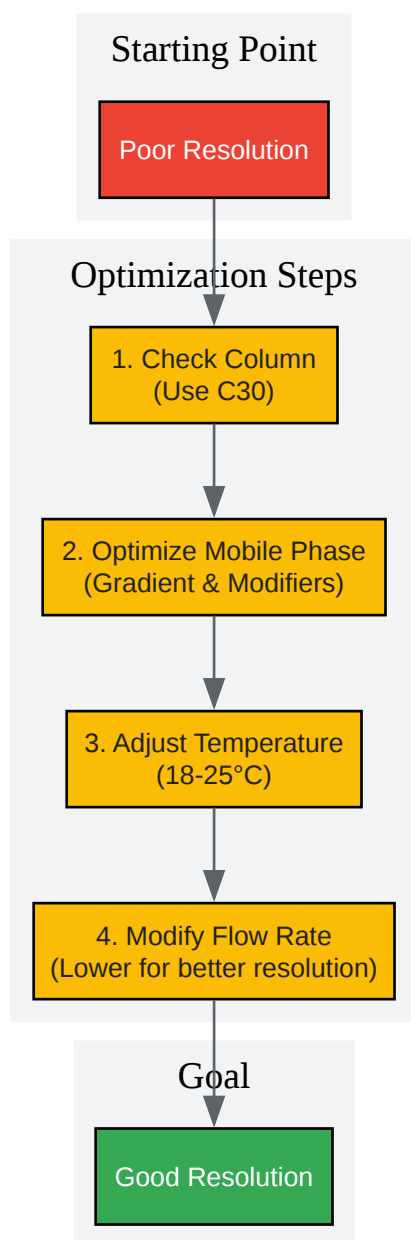 Starting Point
Poor Resolution
Optimization Steps
1. Check Column
(Use C30)
2. Optimize Mobile Phase
(Gradient & Modifiers)
3. Adjust Temperature
(18-25°C)
4. Modify Flow Rate
(Lower for better resolution)
Goal
Good Resolution